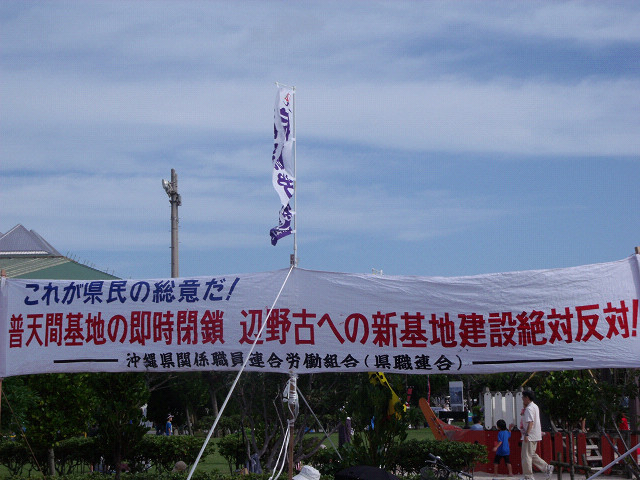 これが県民の総意だ!
普天間基地の即時閉鎖 辺野古への新基地建設絶対反対!
沖縄県関係職員連合労働組合(県職連合)